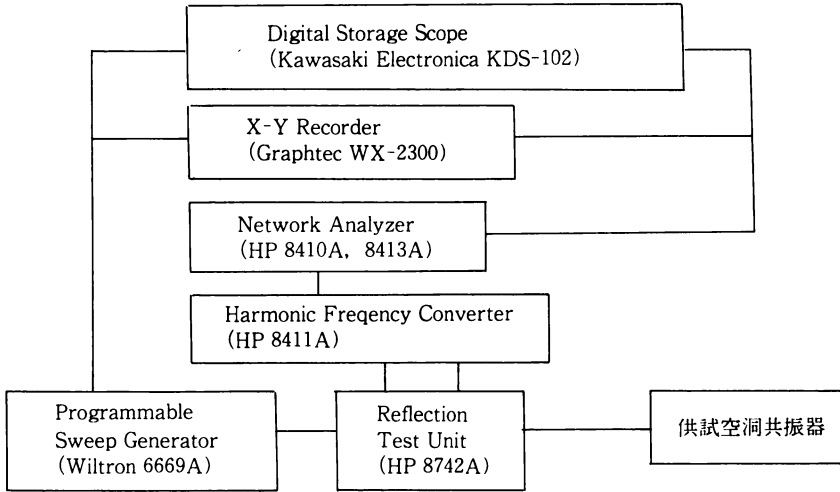 Digital Storage Scope
(Kawasaki Electronica KDS-102)
X-Y Recorder
(Graphtec WX-2300)
Network Analyzer
(HP 8410A, 8413A)
Harmonic Freqency Converter
(HP 8411A)
Programmable
Sweep Generator
(Wiltron 6669A)
Reflection
Test Unit
(HP 8742A)
供試空洞共振器